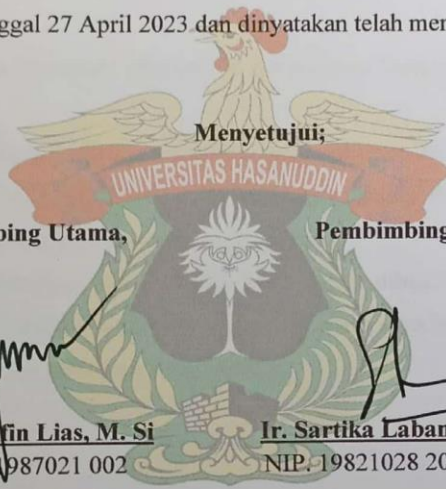 ggal 27 April 2023 dan dinyatakan telah mer
Menyetujui;
UNIVERSITAS HASANUDDIN
bing Utama,
Pembimbing
fin Lias, M. Si
Ir. Sartika Laban
987021 002
NIP. 19821028 20